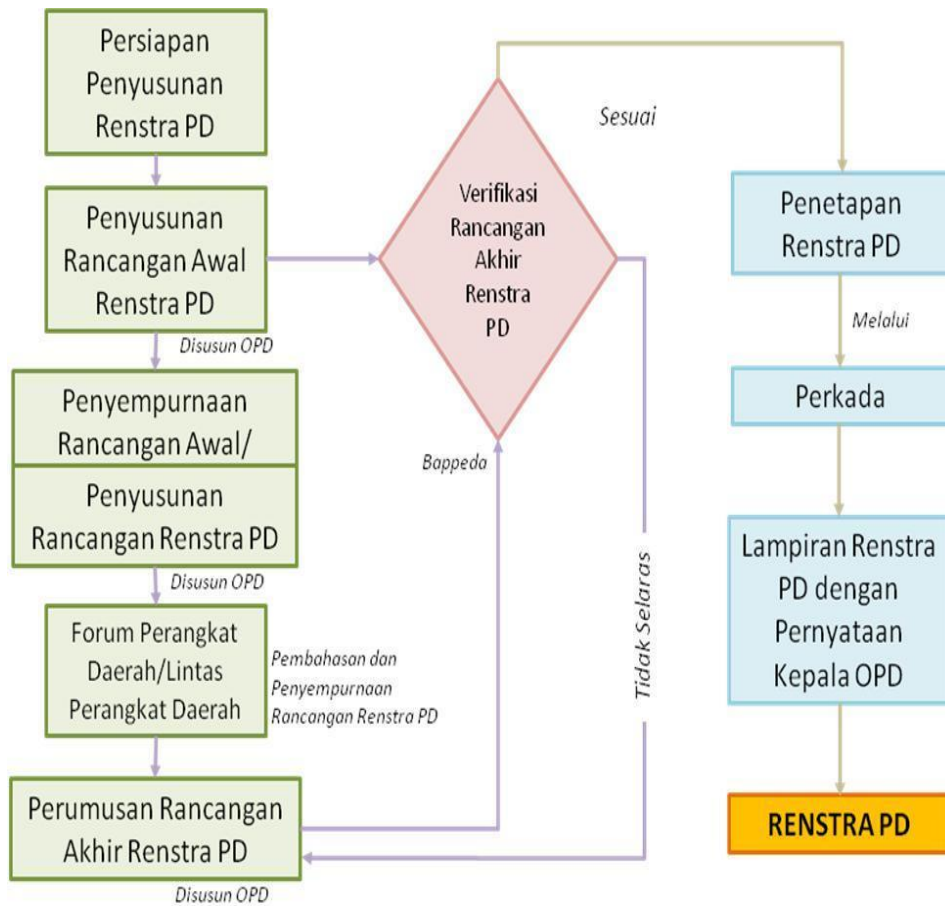 Persiapan
Penyusunan
Renstra PD
Penyusunan
Rancangan Awal
Renstra PD
Disusun OPD
Penyempurnaan
Rancangan Awal/
Penyusunan
Rancangan Renstra PD
Disusun OPD
Forum Perangkat
Daerah/Lintas
Perangkat Daerah
Pembahasan dan
Penyempurnaan
Rancangan Renstra PD
Perumusan Rancangan
Akhir Renstra PD
Disusun OPD
Verifikasi
Rancangan
Akhir
Renstra
PD
Bappeda
Tidak Selaras
Sesuai
Penetapan
Renstra PD
Melalui
Perkada
Lampiran Renstra
PD dengan
Pernyataan
Kepala OPD
RENSTRA PD